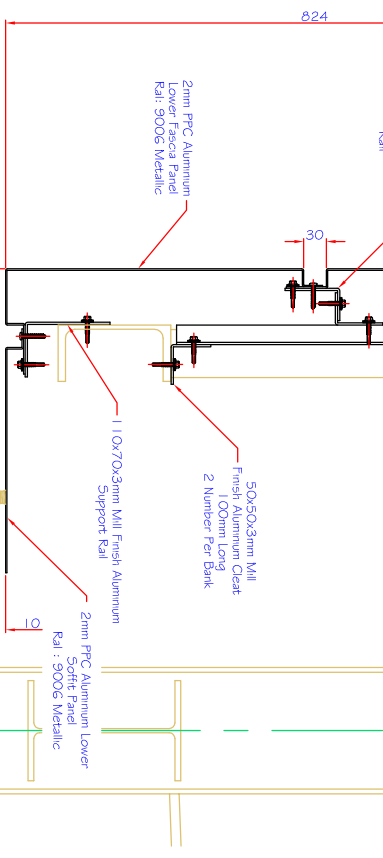 824
Ral
2mm PPC Aluminium
Lower Fascia Panel
Ral: 9006 Metallic
30
50x50x3mm Mill
Finish Aluminium Cleat
100mm Long
2 Number Per Bank
110x70x3mm Mill Finish Aluminium
Support Rail
2mm PPC Aluminium Lower
Soffit Panel
Ral : 9006 Metallic
10